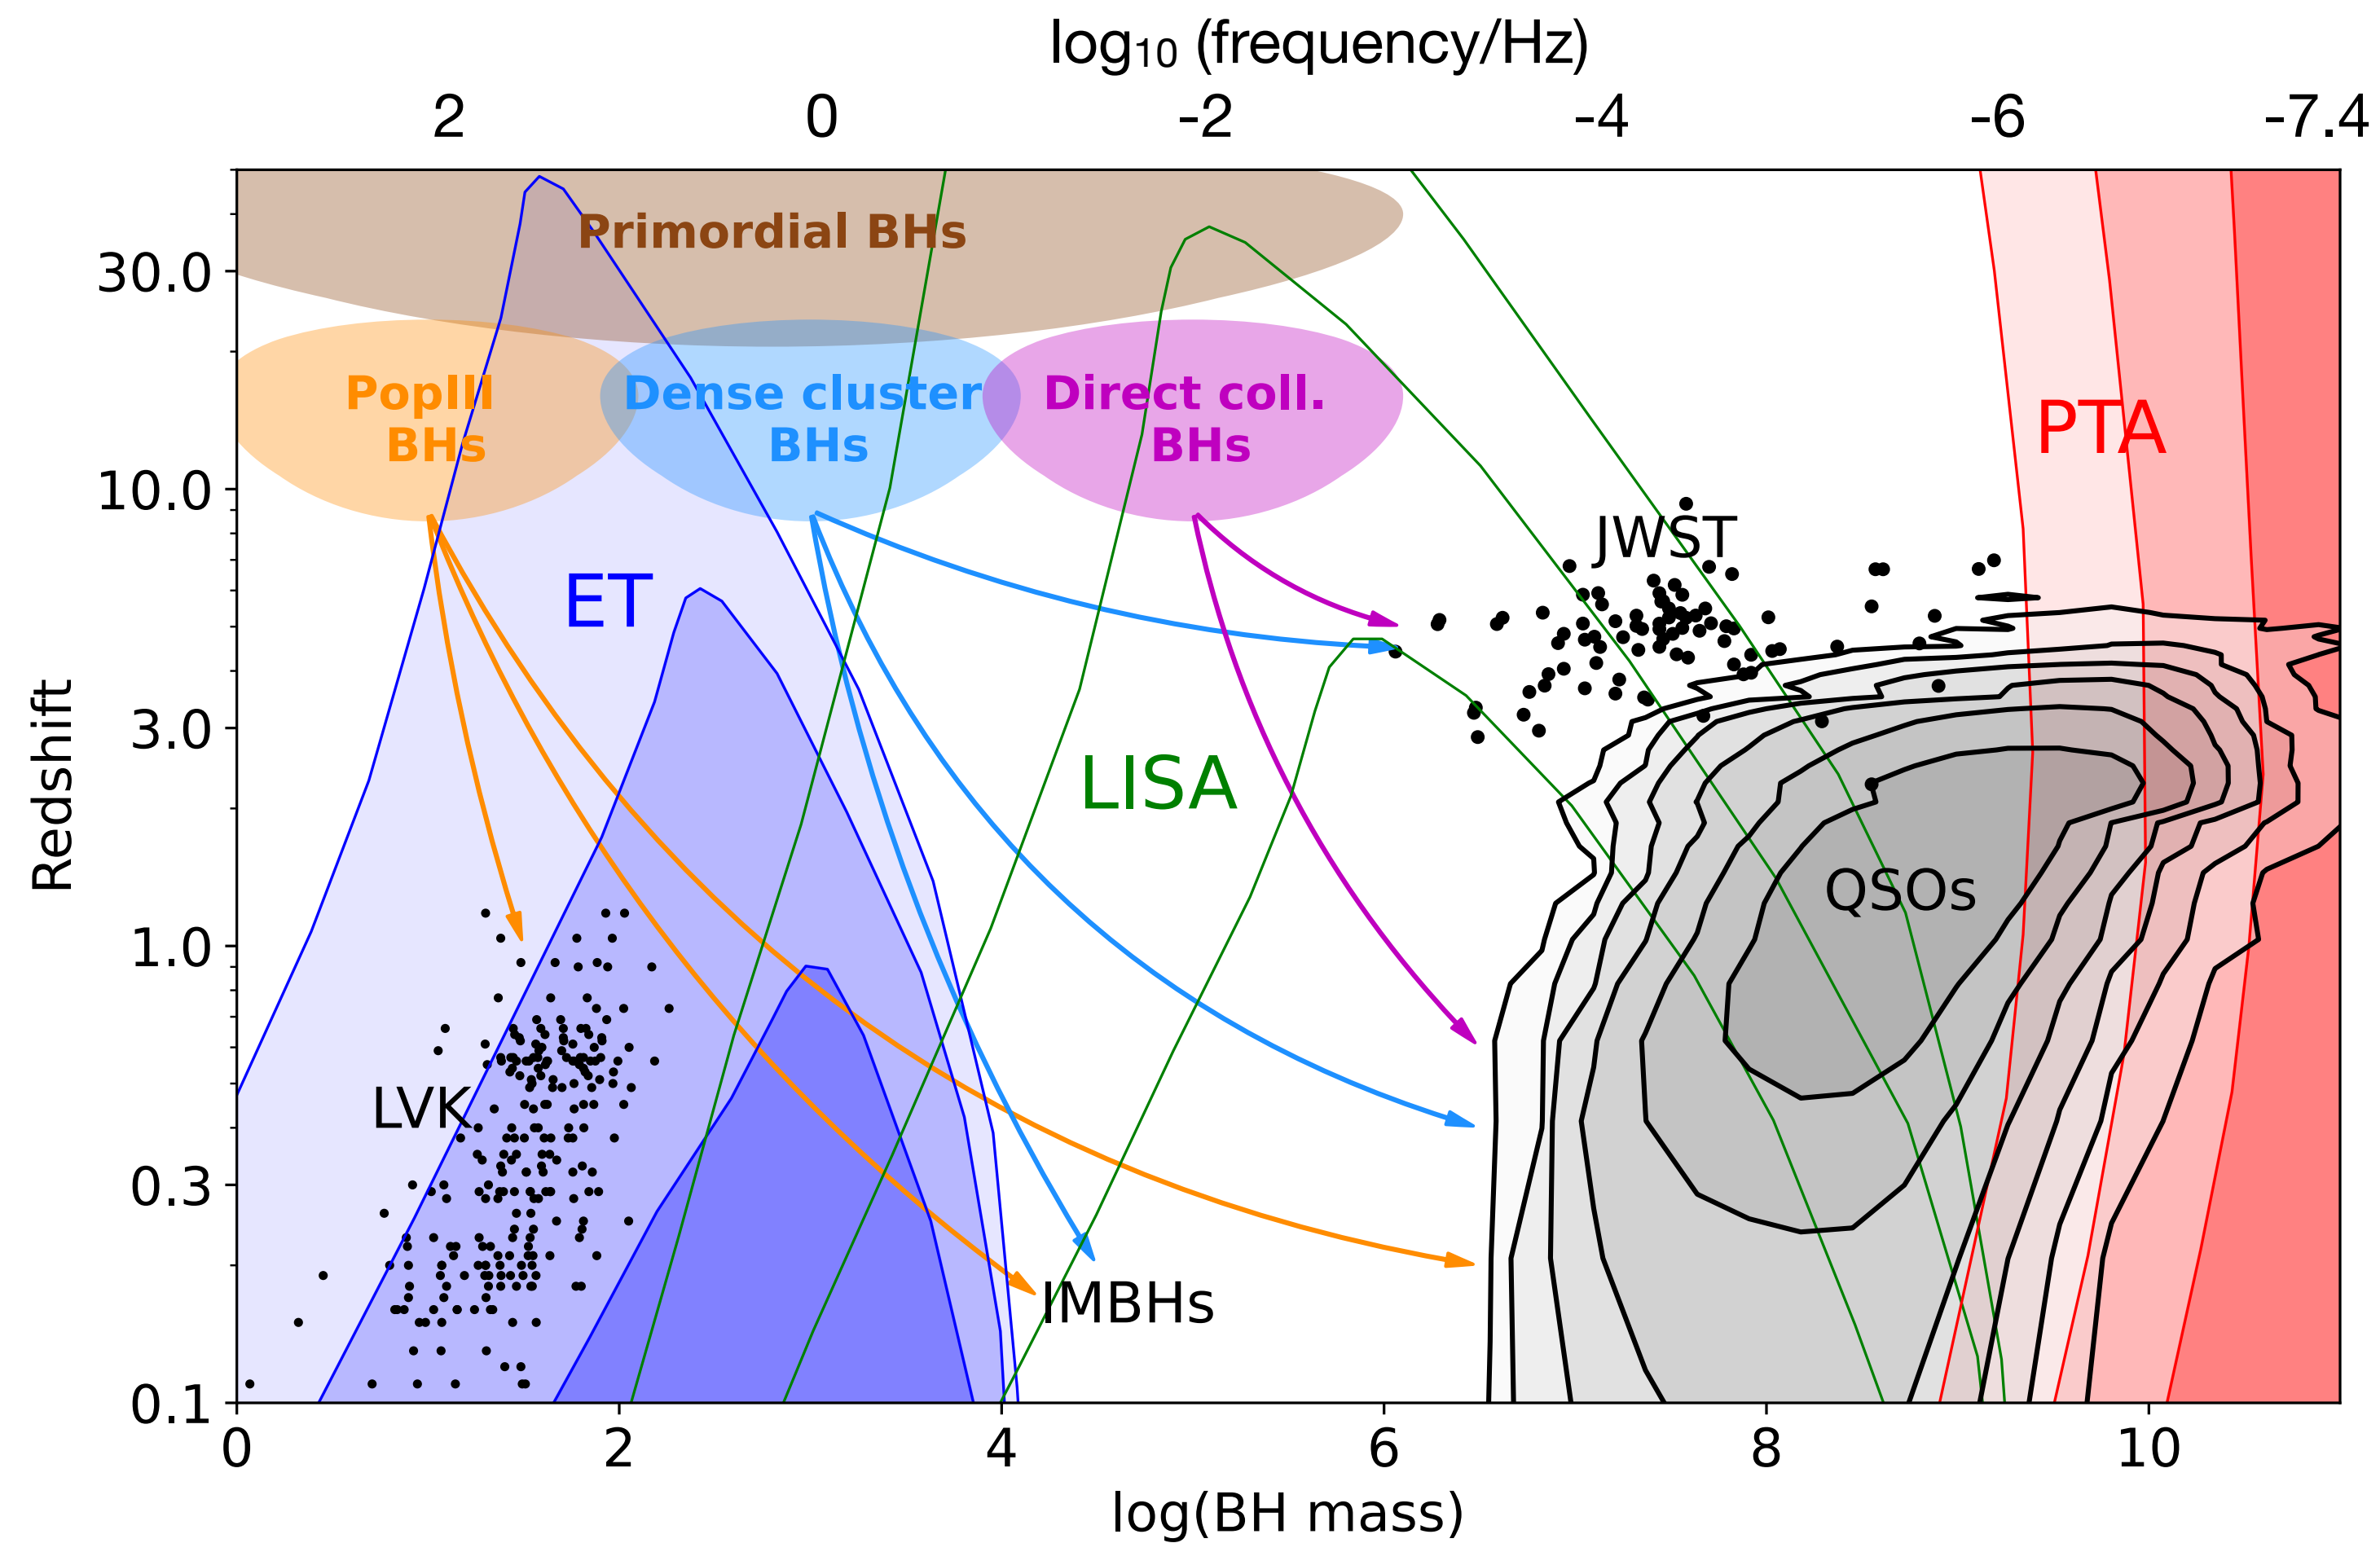 log₁₀ (frequency/Hz)
2 0 -2 -4 -6 -7.4
Primordial BHs
30.0
PopIII
BHs
Dense cluster
BHs
Direct coll.
BHs
PTA
10.0
JWST
ET
Redshift
3.0
LISA
QSOs
1.0
LVK
0.3
IMBHs
0.1
0 2 4 6 8 10
log(BH mass)